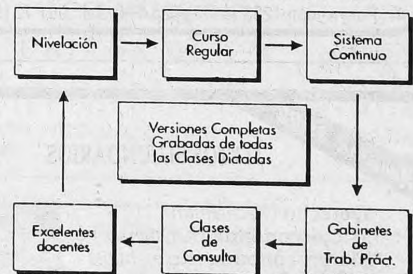 Nivelación
Curso
Regular
Sistema
Continuo
Versiones Completas
Grabadas de todas
las Clases Dictadas
Excelentes
docentes
Clases
de
Consulta
Gabinetes
de
Trab. Práct.